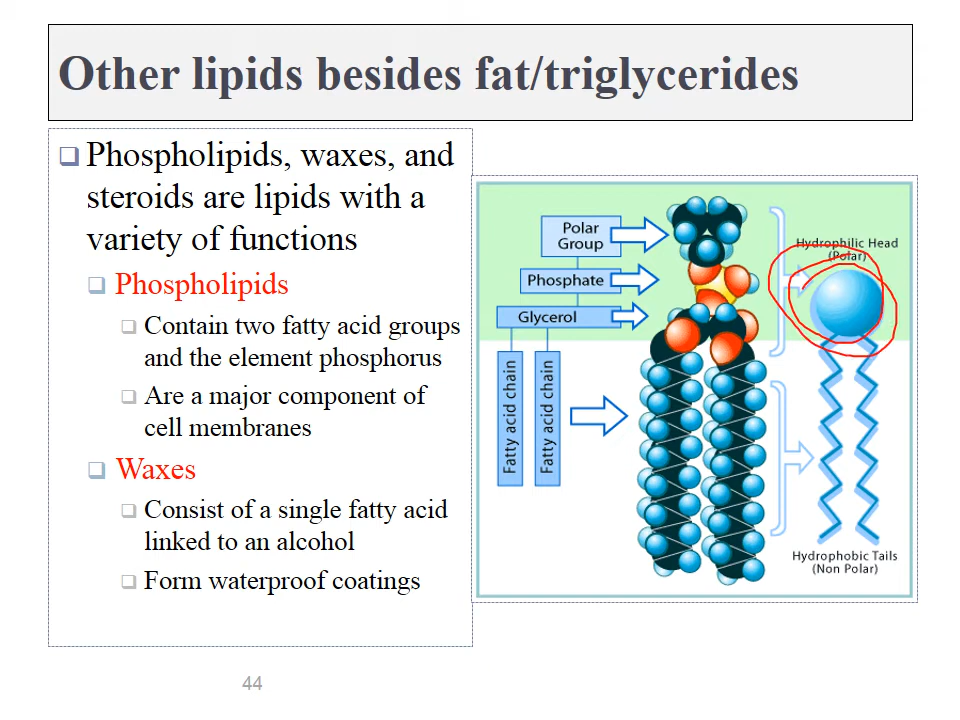 Other lipids besides fat/triglycerides
Phospholipids, waxes, and
steroids are lipids with a
variety of functions
Phospholipids
Contain two fatty acid groups
and the element phosphorus
Are a major component of
cell membranes
Waxes
Consist of a single fatty acid
linked to an alcohol
Form waterproof coatings
Polar
Group
Phosphate
Glycerol
Fatty acid chain
Fatty acid chain
Hydrophilic Head
(Polar)
Hydrophobic Tails
(Non Polar)
44